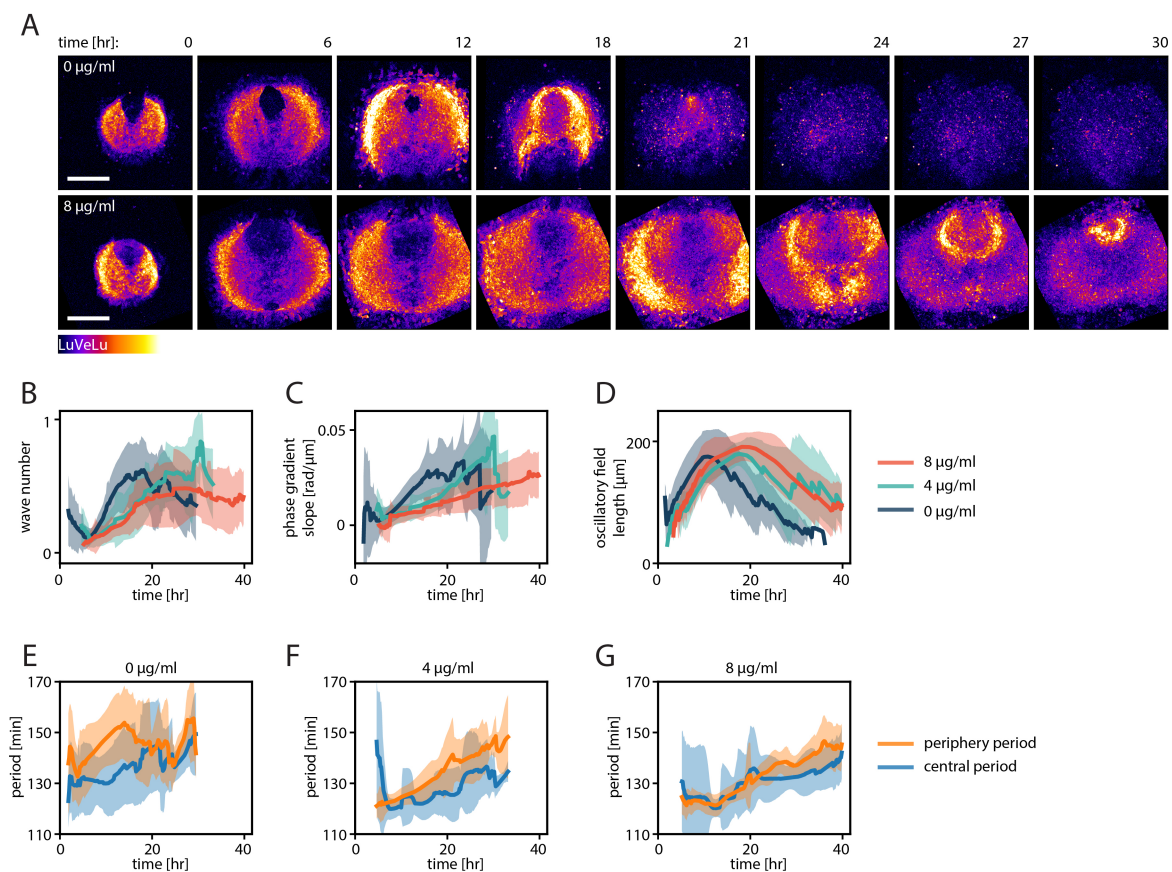 A
time [hr]: 0 6 12 18 21 24 27 30
0 µg/ml
8 µg/ml
LuVeLu
B
C
D
1
0
wave number
0 20 40
time [hr]
0.05
0
phase gradient
slope [rad/µm]
0 20 40
time [hr]
200
0
oscillatory field
length [µm]
0 20 40
time [hr]
8 µg/ml
4 µg/ml
0 µg/ml
E
0 µg/ml
F
4 µg/ml
G
8 µg/ml
170
150
130
110
period [min]
0 20 40
time [hr]
170
150
130
110
period [min]
0 20 40
time [hr]
170
150
130
110
period [min]
0 20 40
time [hr]
periphery period
central period